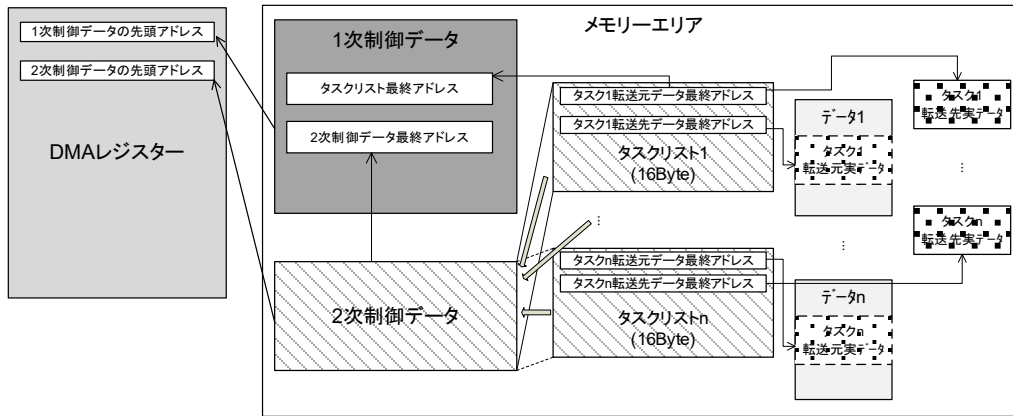 メモリーエリア
1次制御データの先頭アドレス
2次制御データの先頭アドレス
DMAレジスター
1次制御データ
タスクリスト最終アドレス
2次制御データ最終アドレス
2次制御データ
タスク1転送元データ最終アドレス
タスク1転送先データ最終アドレス
タスクリスト1
(16Byte)
⋮
タスクn転送元データ最終アドレス
タスクn転送先データ最終アドレス
タスクリストn
(16Byte)
データ1
タスク1
転送元実データ
⋮
データn
タスクn
転送元実データ
タスク1
転送先実データ
⋮
タスクn
転送先実データ